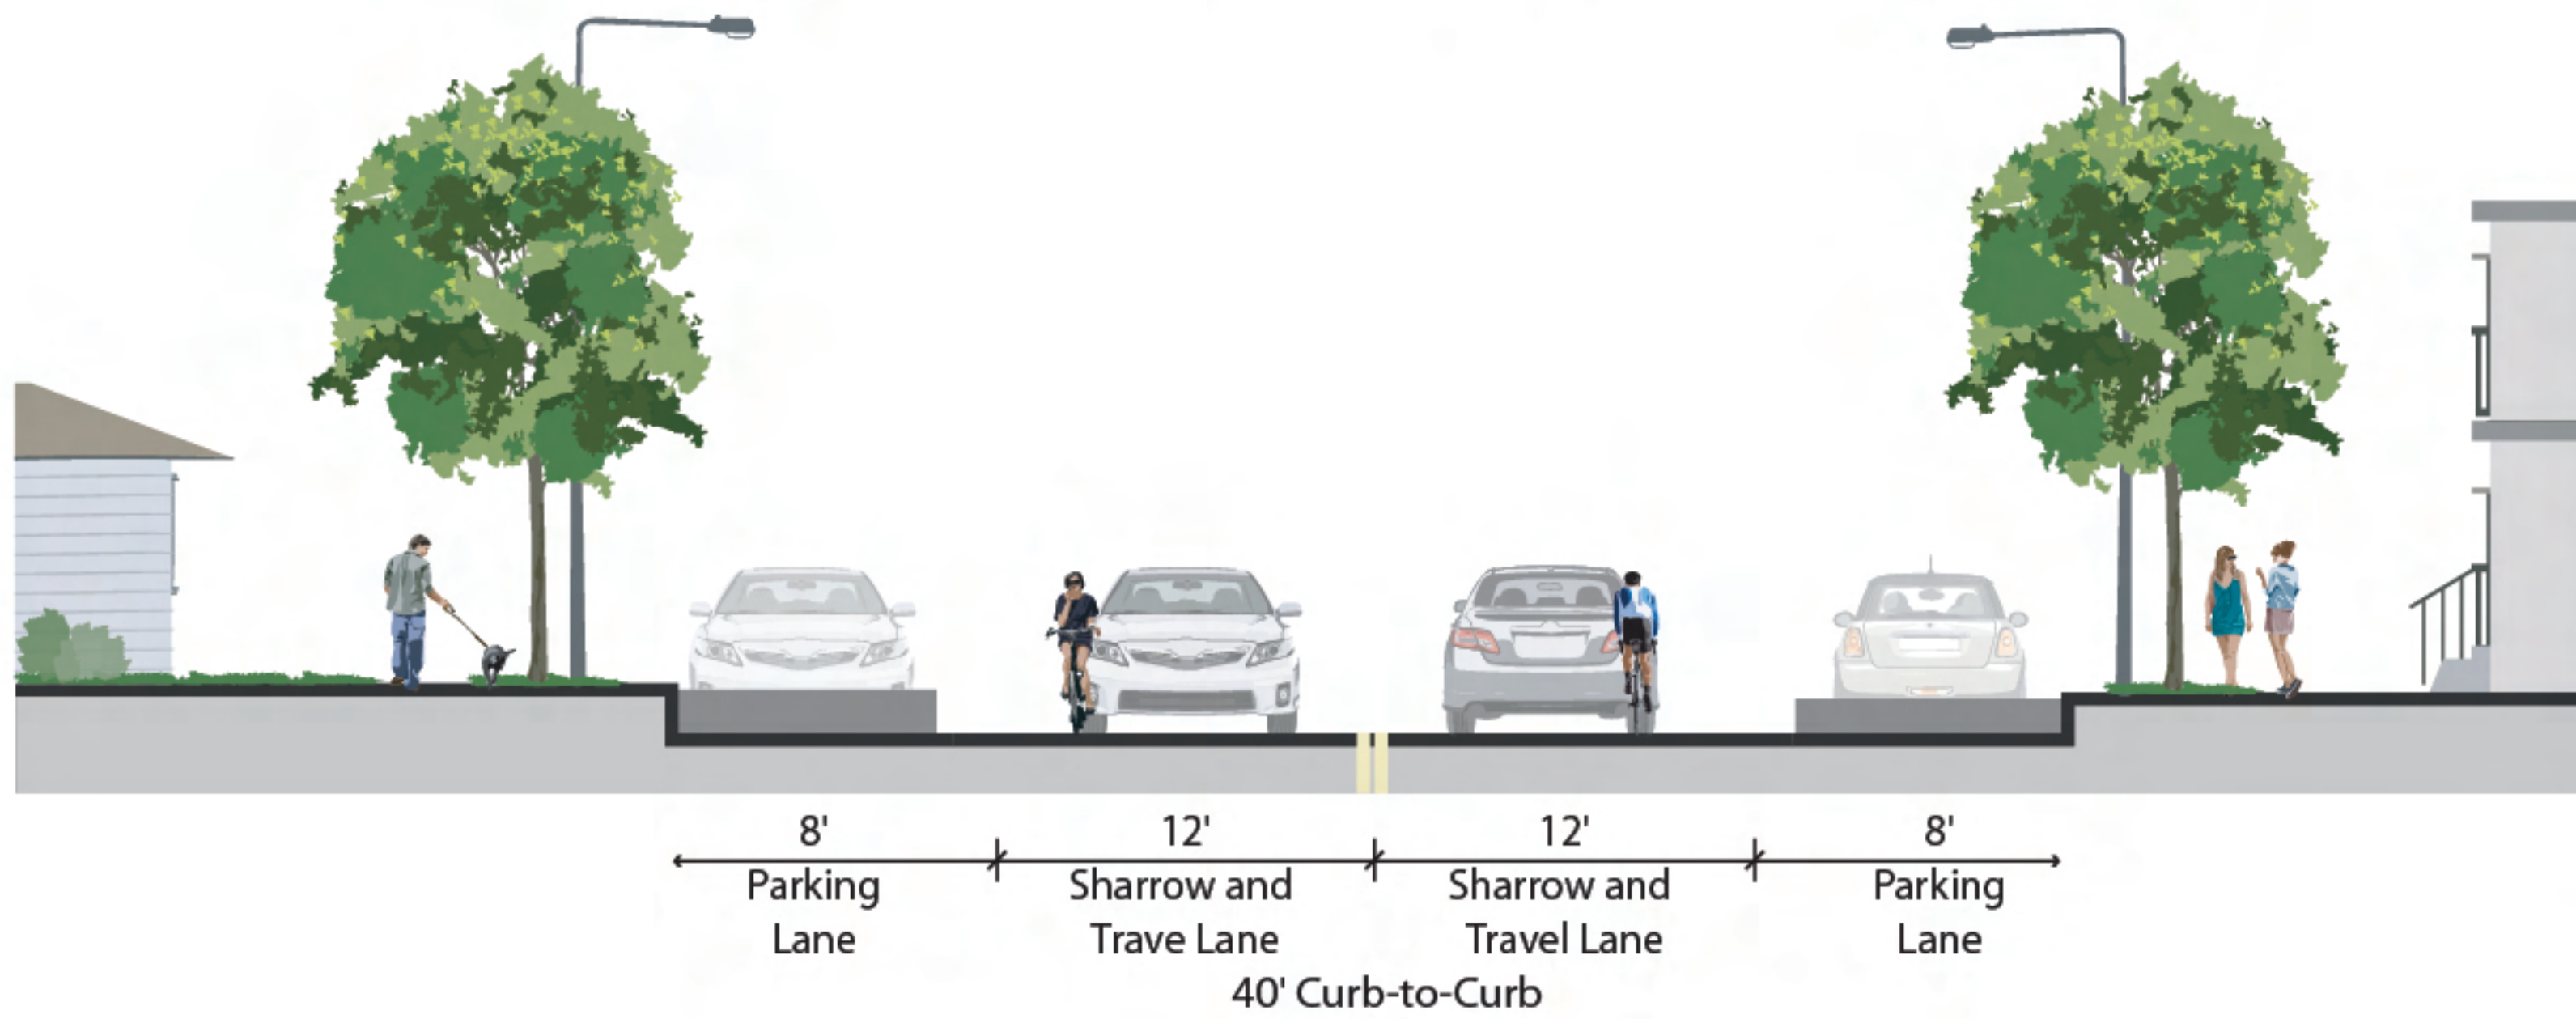 8' 12' 12' 8'
Parking Sharrow and Sharrow and Parking
Lane Trave Lane Travel Lane Lane
40' Curb-to-Curb